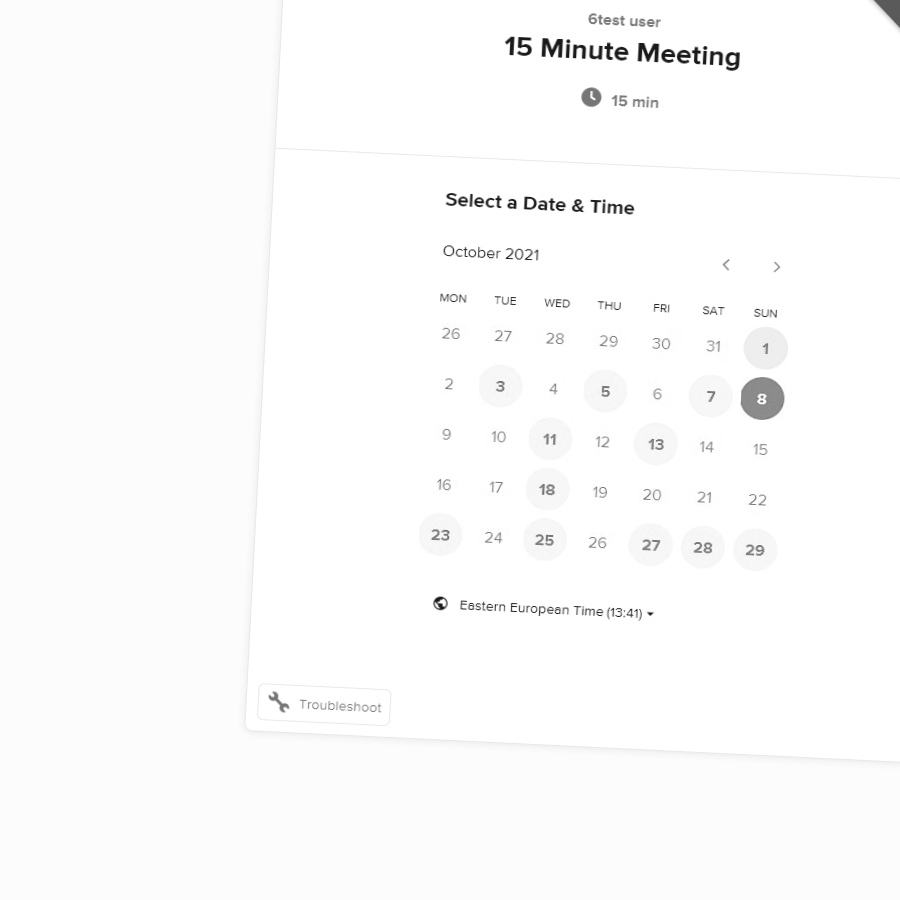 6test user
15 Minute Meeting
15 min
Select a Date & Time
October 2021
MON TUE WED THU FRI SAT SUN
26 27 28 29 30 31 1
2 3 4 5 6 7 8
9 10 11 12 13 14 15
16 17 18 19 20 21 22
23 24 25 26 27 28 29
Eastern European Time (13:41)
Troubleshoot